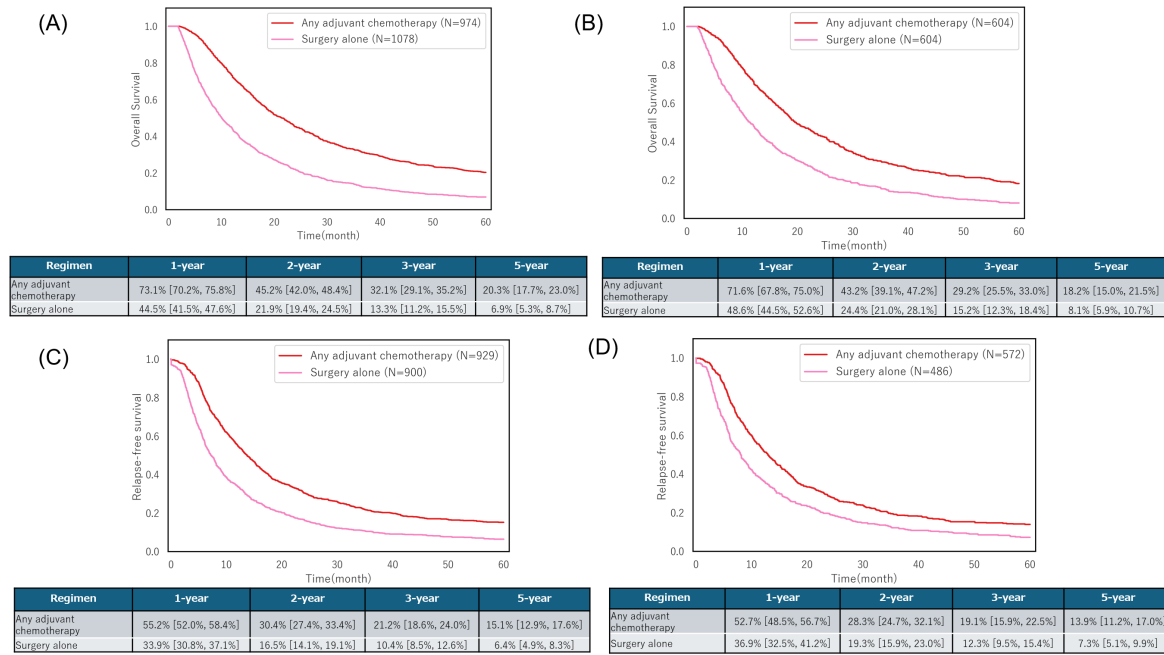 (A)
Any adjuvant chemotherapy (N=974)
Surgery alone (N=1078)
Overall Survival
1.0
0.8
0.6
0.4
0.2
0.0
0 10 20 30 40 50 60
Time(month)
Regimen 1-year 2-year 3-year 5-year
Any adjuvant
chemotherapy 73.1% [70.2%, 75.8%] 45.2% [42.0%, 48.4%] 32.1% [29.1%, 35.2%] 20.3% [17.7%, 23.0%]
Surgery alone 44.5% [41.5%, 47.6%] 21.9% [19.4%, 24.5%] 13.3% [11.2%, 15.5%] 6.9% [5.3%, 8.7%]
(B)
Any adjuvant chemotherapy (N=604)
Surgery alone (N=604)
Overall Survival
1.0
0.8
0.6
0.4
0.2
0.0
0 10 20 30 40 50 60
Time(month)
Regimen 1-year 2-year 3-year 5-year
Any adjuvant
chemotherapy 71.6% [67.8%, 75.0%] 43.2% [39.1%, 47.2%] 29.2% [25.5%, 33.0%] 18.2% [15.0%, 21.5%]
Surgery alone 48.6% [44.5%, 52.6%] 24.4% [21.0%, 28.1%] 15.2% [12.3%, 18.4%] 8.1% [5.9%, 10.7%]
(C)
Any adjuvant chemotherapy (N=929)
Surgery alone (N=900)
Relapse-free survival
1.0
0.8
0.6
0.4
0.2
0.0
0 10 20 30 40 50 60
Time(month)
Regimen 1-year 2-year 3-year 5-year
Any adjuvant
chemotherapy 55.2% [52.0%, 58.4%] 30.4% [27.4%, 33.4%] 21.2% [18.6%, 24.0%] 15.1% [12.9%, 17.6%]
Surgery alone 33.9% [30.8%, 37.1%] 16.5% [14.1%, 19.1%] 10.4% [8.5%, 12.6%] 6.4% [4.9%, 8.3%]
(D)
Any adjuvant chemotherapy (N=572)
Surgery alone (N=486)
Relapse-free survival
1.0
0.8
0.6
0.4
0.2
0.0
0 10 20 30 40 50 60
Time(month)
Regimen 1-year 2-year 3-year 5-year
Any adjuvant
chemotherapy 52.7% [48.5%, 56.7%] 28.3% [24.7%, 32.1%] 19.1% [15.9%, 22.5%] 13.9% [11.2%, 17.0%]
Surgery alone 36.9% [32.5%, 41.2%] 19.3% [15.9%, 23.0%] 12.3% [9.5%, 15.4%] 7.3% [5.1%, 9.9%]